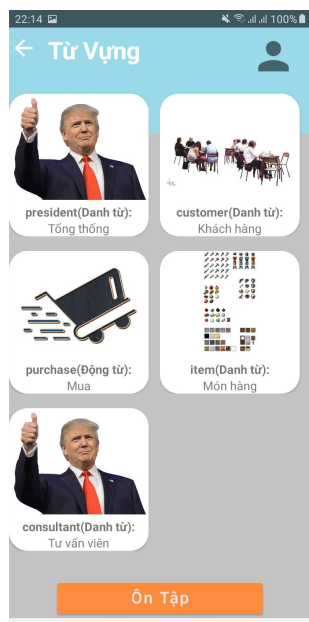 22:14 100%
Từ Vựng
president(Danh từ):
Tổng thống
customer(Danh từ):
Khách hàng
purchase(Động từ):
Mua
item(Danh từ):
Món hàng
consultant(Danh từ):
Tư vấn viên
Ôn Tập